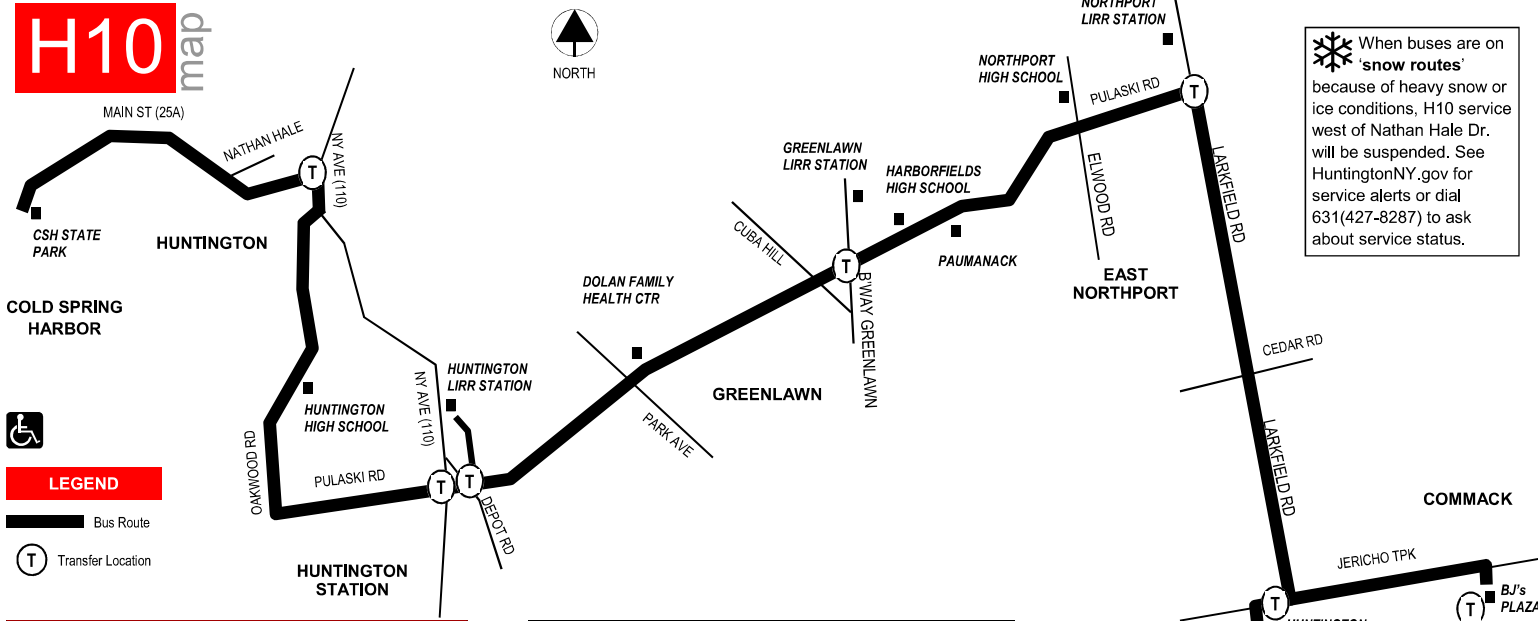 H10
map
NORTH
NORTHPORT
LIRR STATION
When buses are on
‘snow routes’
because of heavy snow or
ice conditions, H10 service
west of Nathan Hale Dr.
will be suspended. See
HuntingtonNY.gov for
service alerts or dial
631(427-8287) to ask
about service status.
MAIN ST (25A)
NATHAN HALE
T
NY AVE (110)
CSH STATE
PARK
HUNTINGTON
COLD SPRING
HARBOR
NORTHPORT
HIGH SCHOOL
PULASKI RD
T
GREENLAWN
LIRR STATION
HARBORFIELDS
HIGH SCHOOL
ELWOOD RD
LARKFIELD RD
CUBA HILL
T
PAUMANACK
B'WAY GREENLAWN
EAST
NORTHPORT
DOLAN FAMILY
HEALTH CTR
GREENLAWN
PARK AVE
CEDAR RD
HUNTINGTON
LIRR STATION
NY AVE (110)
HUNTINGTON
HIGH SCHOOL
OAKWOOD RD
PULASKI RD
T
T
DEPOT RD
HUNTINGTON
STATION
LARKFIELD RD
COMMACK
JERICHO TPK
T
HUNTINGTON
T
BJ's
PLAZA
LEGEND
Bus Route
T
Transfer Location